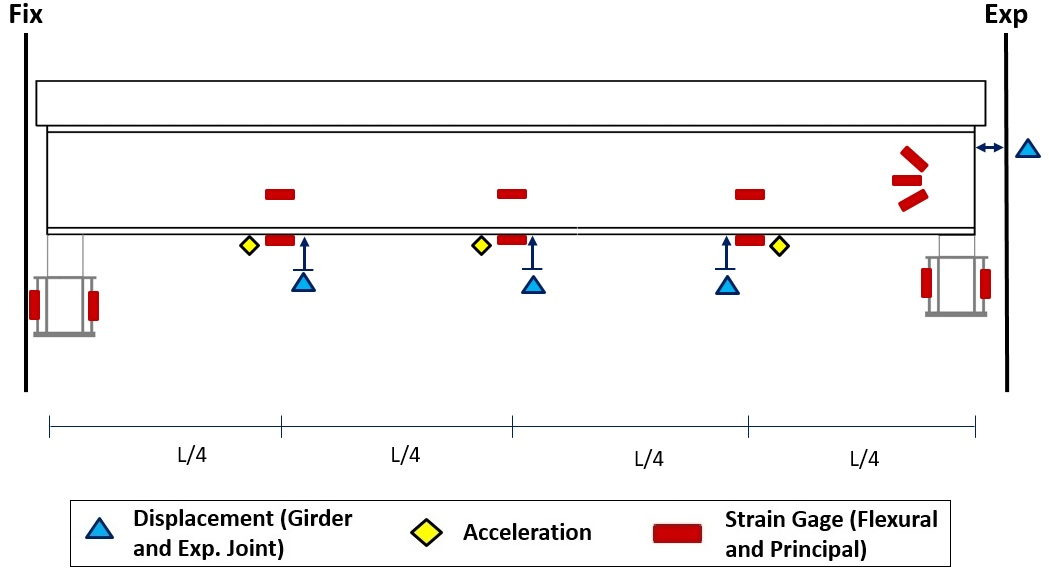 Fix
Exp
L/4
L/4
L/4
L/4
Displacement (Girder
and Exp. Joint)
Acceleration
Strain Gage (Flexural
and Principal)